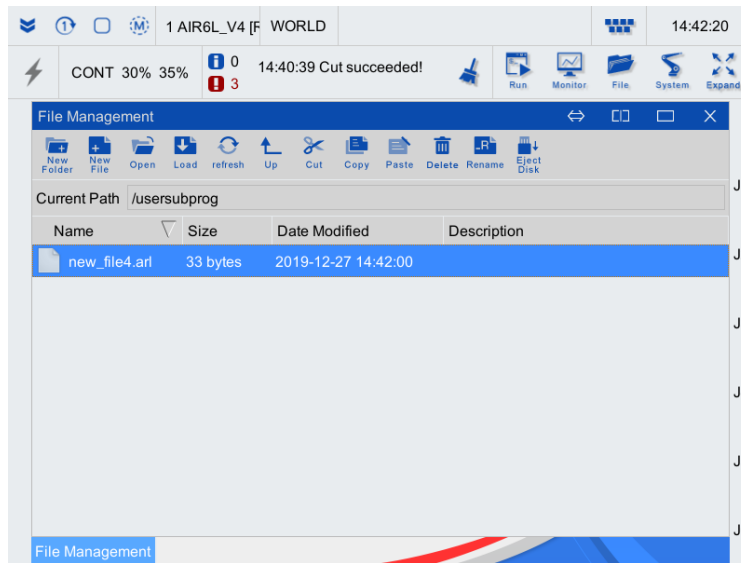 1 M 1 AIR6L_V4 [F WORLD 14:42:20
CONT 30% 35% i 0 14:40:39 Cut succeeded! Run Monitor File System Expand
! 3
File Management
New Folder New File Open Load refresh Up Cut Copy Paste Delete -R Rename Eject Disk
Current Path /usersubprog
J
Name Size Date Modified Description
new_file4.arl 33 bytes 2019-12-27 14:42:00
J
J
J
J
J
File Management